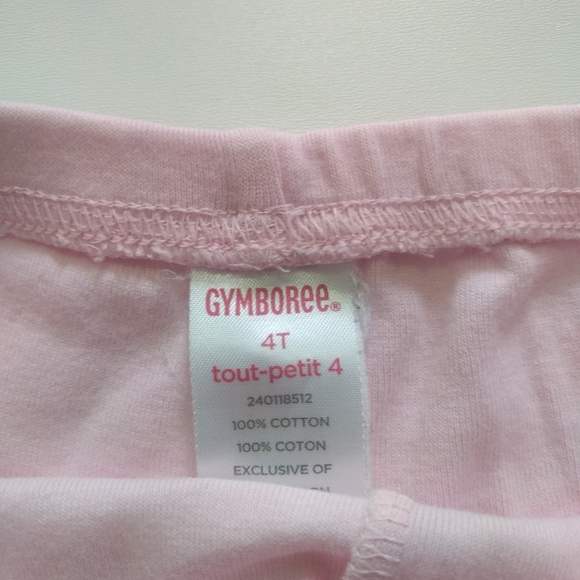 GYMBORee®
4T
tout-petit 4
240118512
100% COTTON
100% COTON
EXCLUSIVE OF